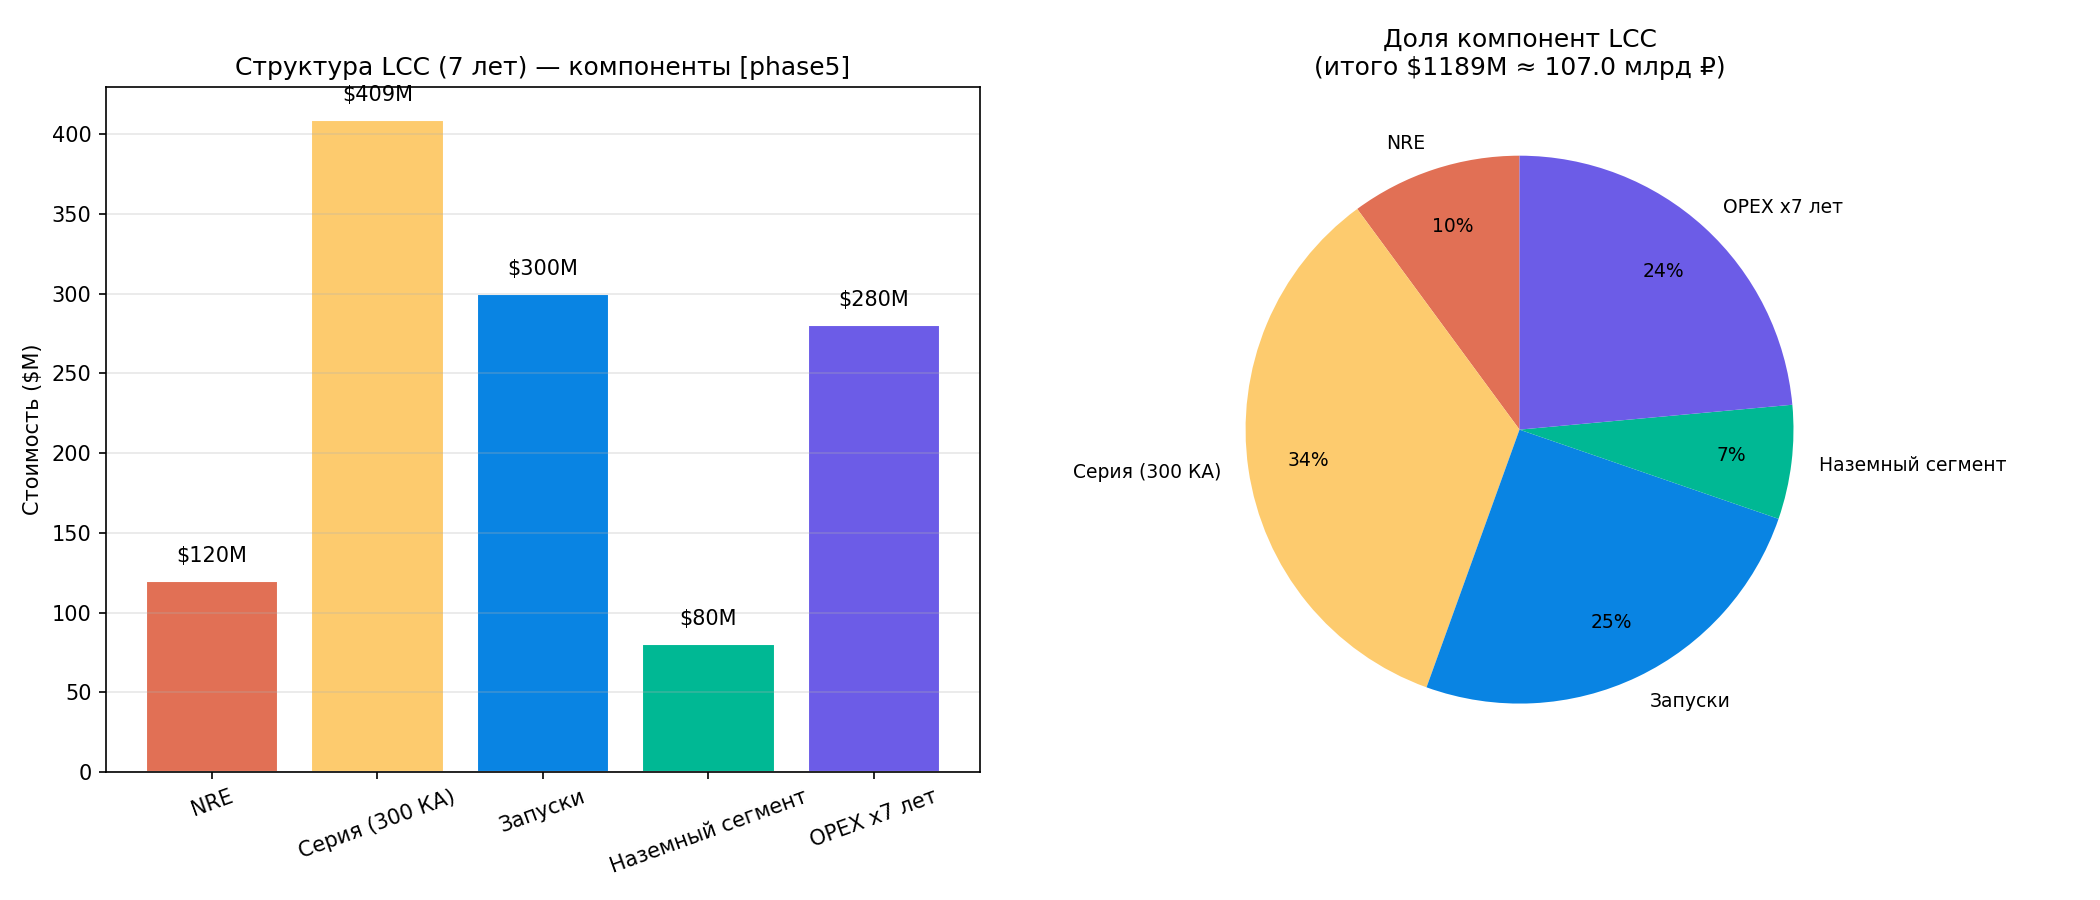 Структура LCC (7 лет) — компоненты [phase5]
$409M
$300M
$280M
$120M
$80M
400
350
300
250
200
150
100
50
0
Стоимость ($M)
NRE
Серия (300 КА)
Запуски
Наземный сегмент
OPEX x7 лет
Доля компонент LCC
(итого $1189M ≈ 107.0 млрд ₽)
NRE
10%
OPEX x7 лет
24%
Серия (300 КА)
34%
7%
Наземный сегмент
25%
Запуски